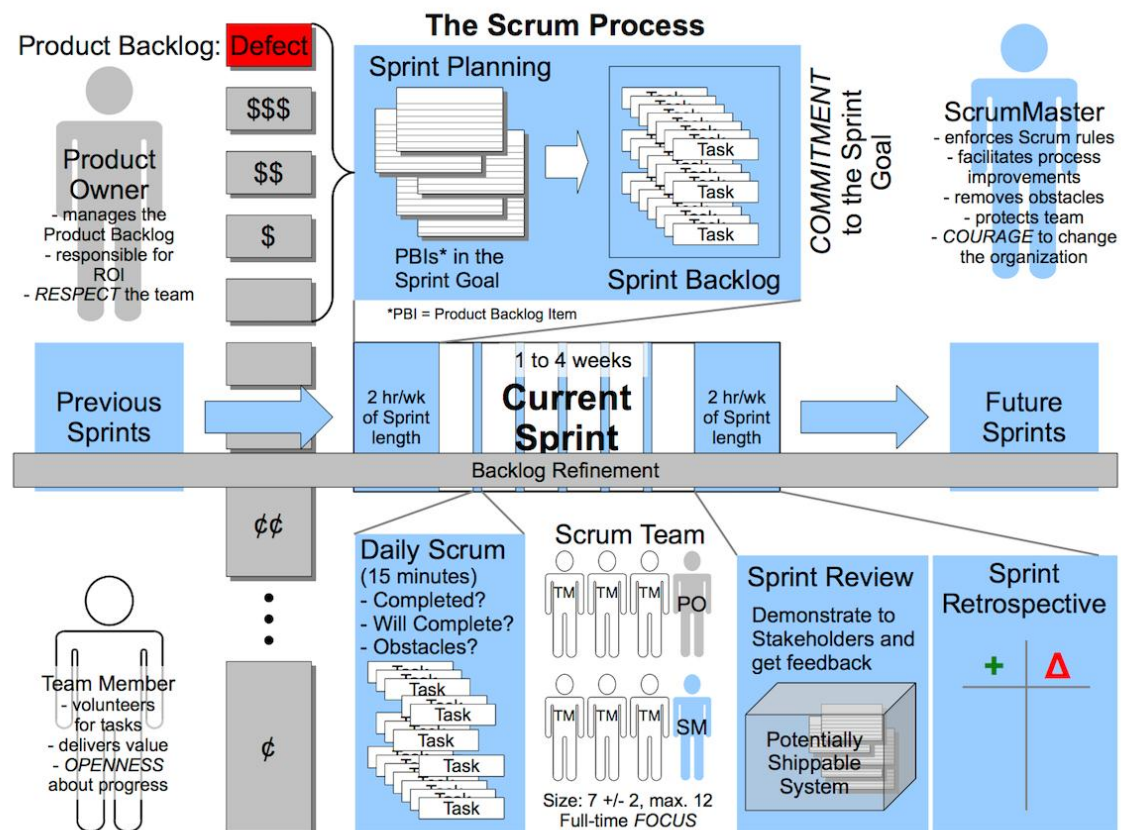 The Scrum Process
Product Backlog:
Defect
$$$
$$
$
¢¢
¢
Product
Owner
- manages the
Product Backlog
- responsible for
ROI
- RESPECT the team
Sprint Planning
PBIs* in the
Sprint Goal
Task
Task
Task
Task
Sprint Backlog
*PBI = Product Backlog Item
COMMITMENT
to the Sprint
Goal
ScrumMaster
- enforces Scrum rules
- facilitates process
improvements
- removes obstacles
- protects team
- COURAGE to change
the organization
Previous
Sprints
2 hr/wk
of Sprint
length
1 to 4 weeks
Current
Sprint
2 hr/wk
of Sprint
length
Future
Sprints
Backlog Refinement
Team Member
- volunteers
for tasks
- delivers value
- OPENNESS
about progress
Daily Scrum
(15 minutes)
- Completed?
- Will Complete?
- Obstacles?
Task
Task
Task
Task
Task
Task
Scrum Team
TM TM TM PO
TM TM TM SM
Size: 7 +/- 2, max. 12
Full-time FOCUS
Sprint Review
Demonstrate to
Stakeholders and
get feedback
Potentially
Shippable
System
Sprint
Retrospective
+ Δ